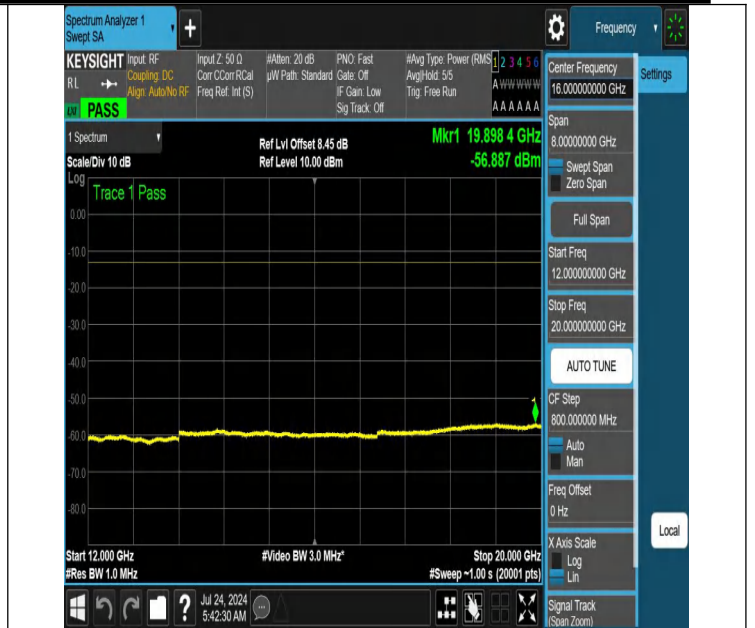 Spectrum Analyzer 1
Swept SA
+
Frequency
KEYSIGHT
RL
PASS
Input: RF
Coupling: DC
Align: Auto/No RF
Input Z: 50 Ω
Corr CCorr RCal
Freq Ref: Int (S)
#Atten: 20 dB
µW Path: Standard
PNO: Fast
Gate: Off
IF Gain: Low
Sig Track: Off
#Avg Type: Power (RMS
Avg|Hold: 5/5
Trig: Free Run
1 2 3 4 5 6
A W W W W W
A A A A A A
1 Spectrum
Scale/Div 10 dB
Ref Lvl Offset 8.45 dB
Ref Level 10.00 dBm
Mkr1 19.898 4 GHz
-56.887 dBm
Log
Trace 1 Pass
0.00
-10.0
-20.0
-30.0
-40.0
-50.0
-60.0
-70.0
-80.0
1
Start 12.000 GHz
#Res BW 1.0 MHz
#Video BW 3.0 MHz*
Stop 20.000 GHz
#Sweep ~1.00 s (20001 pts)
Jul 24, 2024
5:42:30 AM
?
Center Frequency
16.00000000 GHz
Settings
Span
8.00000000 GHz
Swept Span
Zero Span
Full Span
Start Freq
12.000000000 GHz
Stop Freq
20.000000000 GHz
AUTO TUNE
CF Step
800.000000 MHz
Auto
Man
Freq Offset
0 Hz
X Axis Scale
Log
Lin
Signal Track
(Span Zoom)
Local